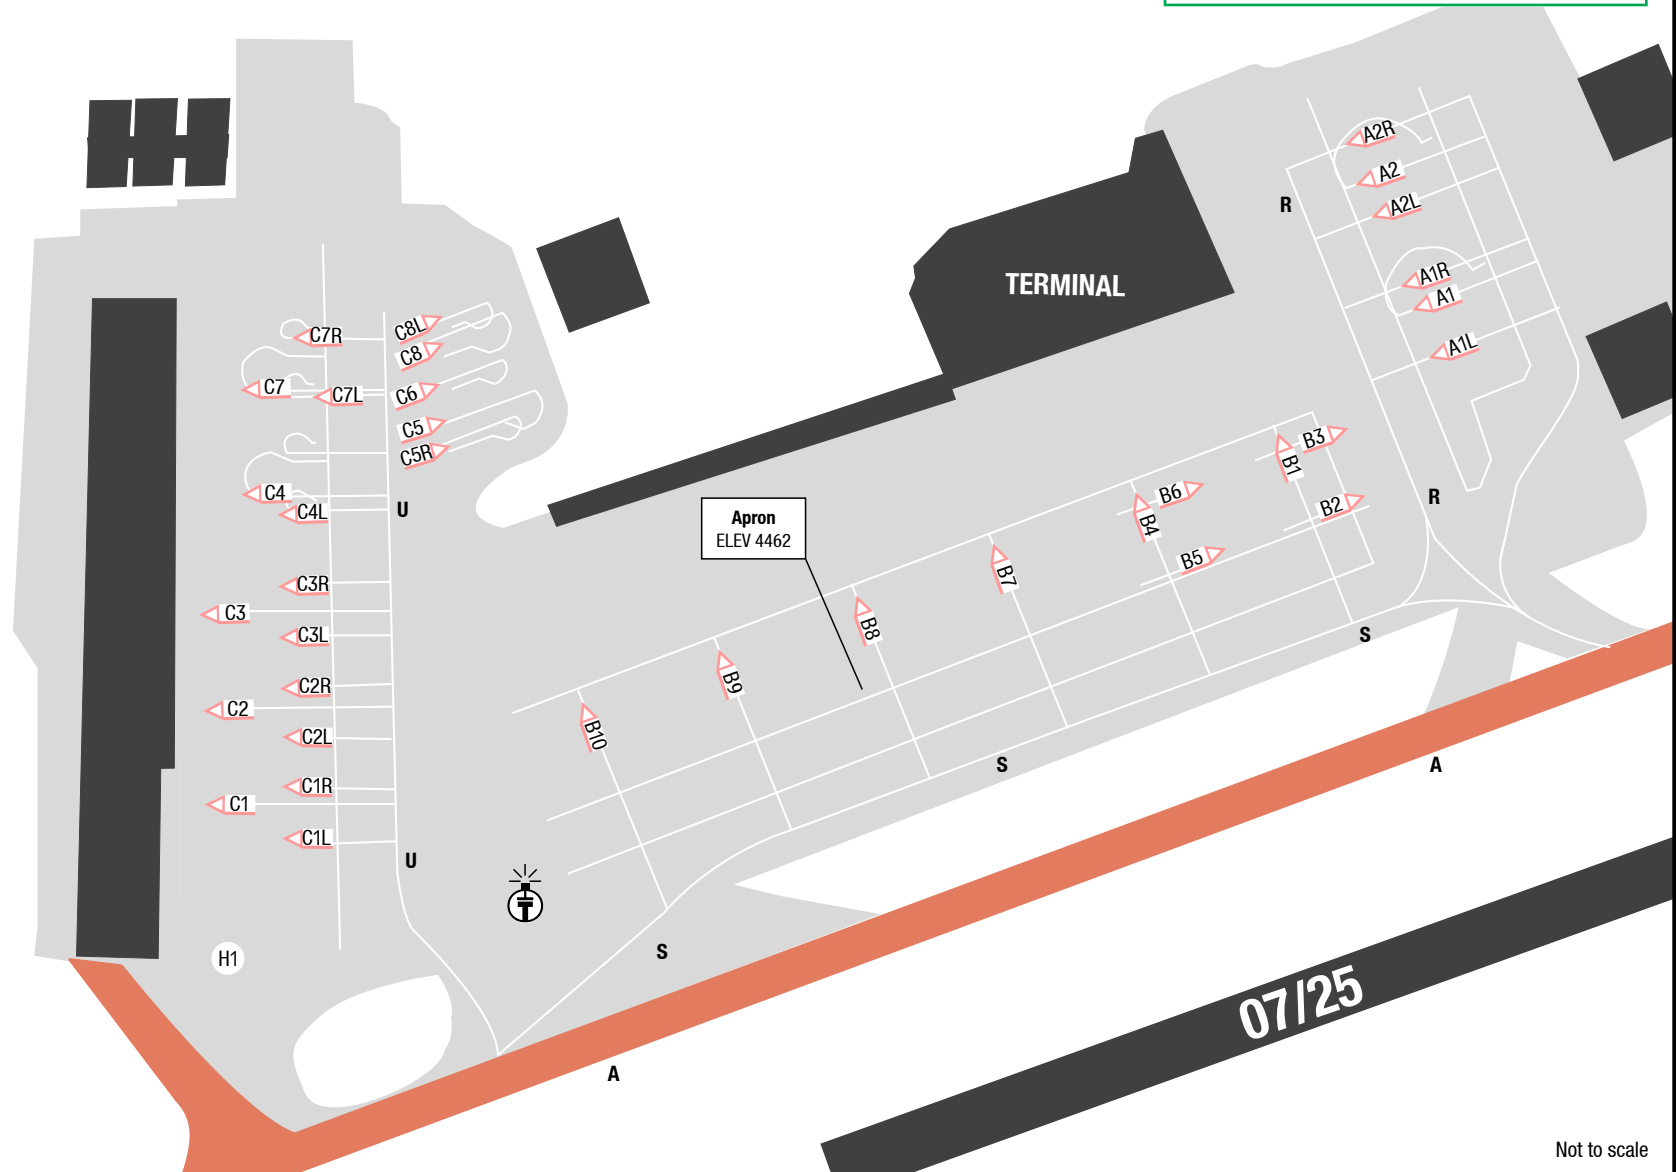 A2R
A2
R
A2L
A1R
A1
A1L
TERMINAL
C7R
C8L
C8
C7
C7L
C6
C5
C5R
C4
C4L
U
B3
B1
B6
B4
B2
R
Apron
ELEV 4462
B5
B7
C3R
C3
C3L
B8
S
C2R
C2
C2L
B9
B10
S
A
C1R
C1
C1L
U
H1
S
07/25
A
Not to scale